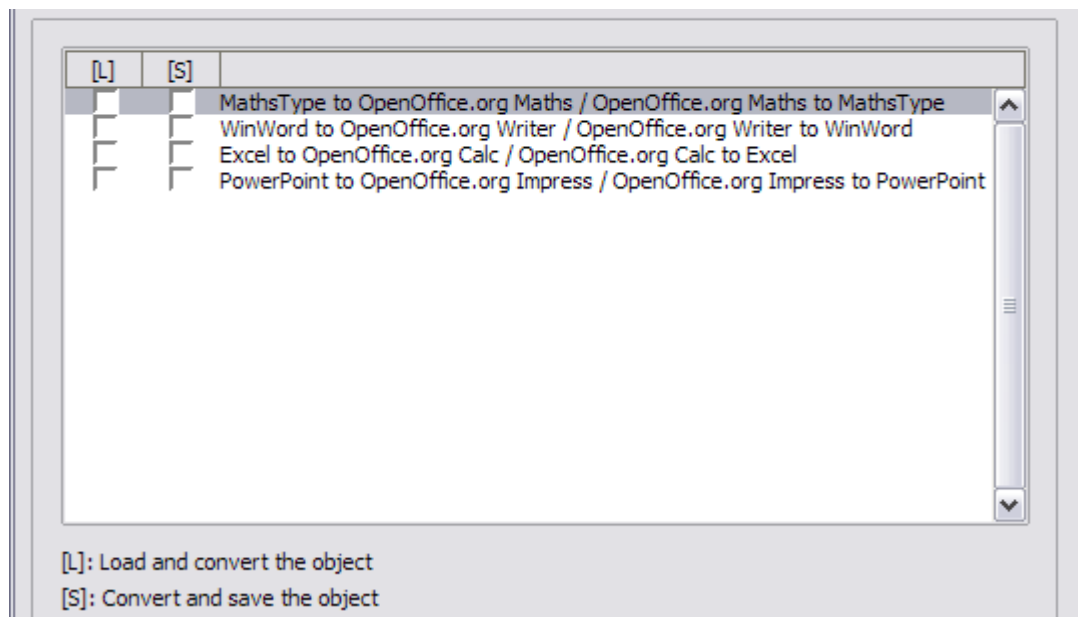 [L] [S]
MathsType to OpenOffice.org Maths / OpenOffice.org Maths to MathsType
WinWord to OpenOffice.org Writer / OpenOffice.org Writer to WinWord
Excel to OpenOffice.org Calc / OpenOffice.org Calc to Excel
PowerPoint to OpenOffice.org Impress / OpenOffice.org Impress to PowerPoint
[L]: Load and convert the object
[S]: Convert and save the object